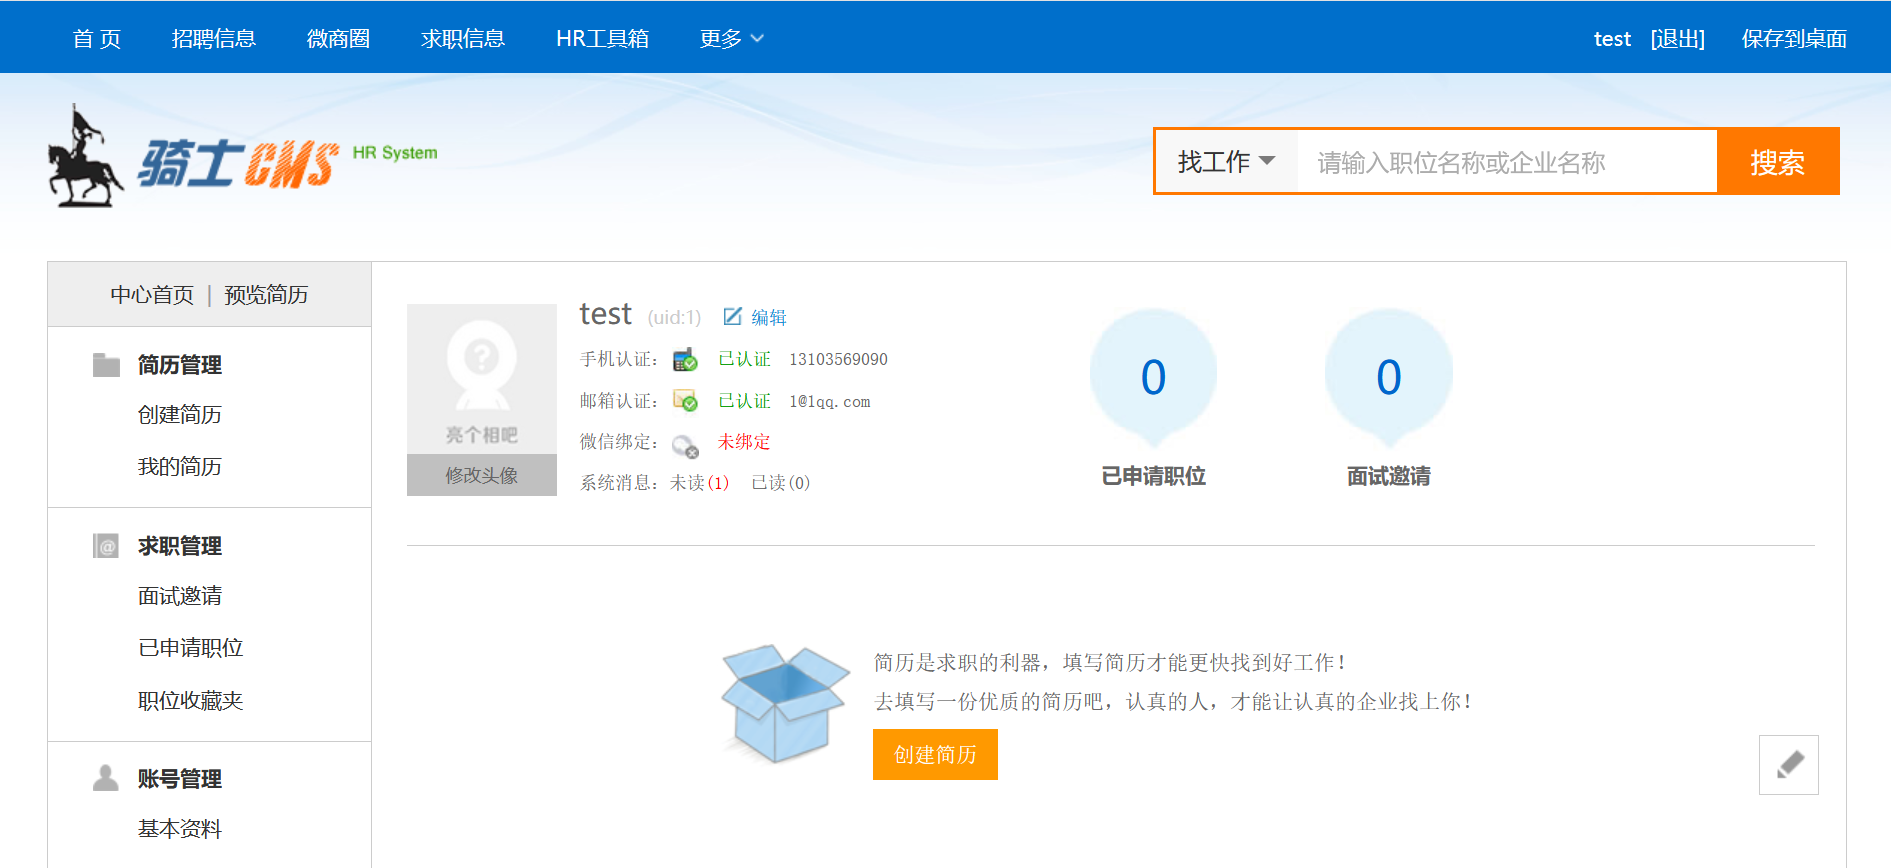 首 页 招聘信息 微商圈 求职信息 HR工具箱 更多 test [退出] 保存到桌面
骑士CMS HR System
找工作 请输入职位名称或企业名称 搜索
中心首页 | 预览简历
简历管理
创建简历
我的简历
求职管理
面试邀请
已申请职位
职位收藏夹
账号管理
基本资料
亮个相吧
修改头像
test (uid:1) 编辑
手机认证： 已认证 13103569090
邮箱认证： 已认证 1@1qq.com
微信绑定： 未绑定
系统消息：未读(1) 已读(0)
0
已申请职位
0
面试邀请
简历是求职的利器，填写简历才能更快找到好工作！
去填写一份优质的简历吧，认真的人，才能让认真的企业找上你！
创建简历